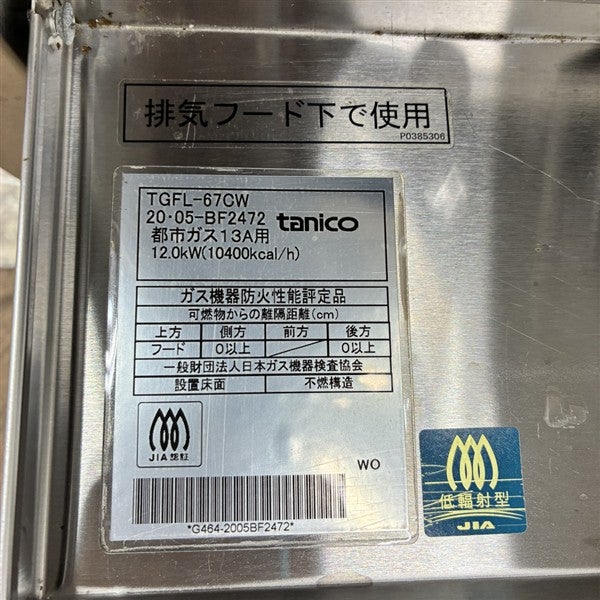 排気フード下で使用
P0385306
TGFL-67CW
20・05-BF2472 tanico
都市ガス13A用
12.0kW(10400kcal/h)
ガス機器防火性能評定品
可燃物からの離隔距離(cm)
上方 側方 前方 後方
フード 0以上 0以上
一般財団法人日本ガス機器検査協会
設置床面 不燃構造
JIA 認証
WO
*G464-2005BF2472*
低輻射型
JIA